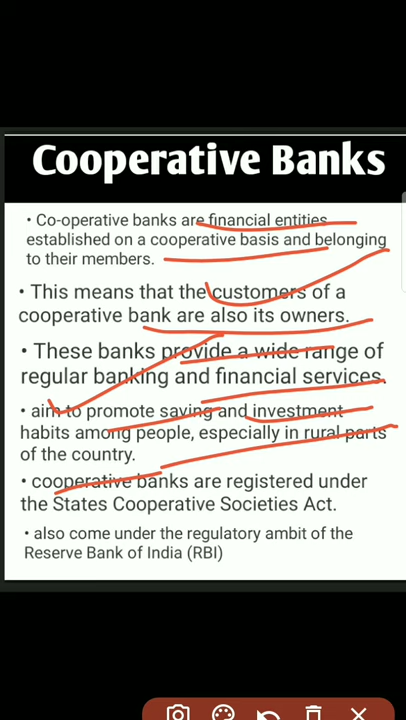 Cooperative Banks
• Co-operative banks are financial entities
established on a cooperative basis and belonging
to their members.
• This means that the customers of a
cooperative bank are also its owners.
• These banks provide a wide range of
regular banking and financial services.
• aim to promote saving and investment
habits among people, especially in rural parts
of the country.
• cooperative banks are registered under
the States Cooperative Societies Act.
• also come under the regulatory ambit of the
Reserve Bank of India (RBI)